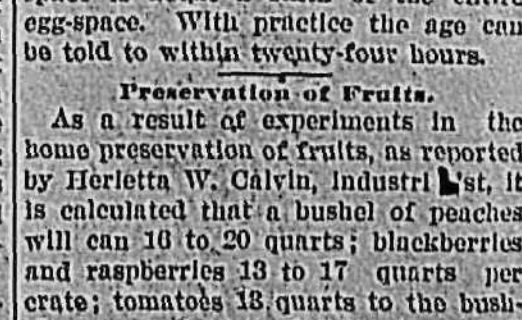 egg-space. With practice the age can
be told to within twenty-four hours.
Preservation of Fruits.
As a result of experiments in the
home preservation of fruits, as reported
by Herietta W. Calvin, Industri st, it
is calculated that a bushel of peaches
will can 16 to 20 quarts; blackberries
and raspberries 13 to 17 quarts per
crate; tomatoes 18 quarts to the bush-